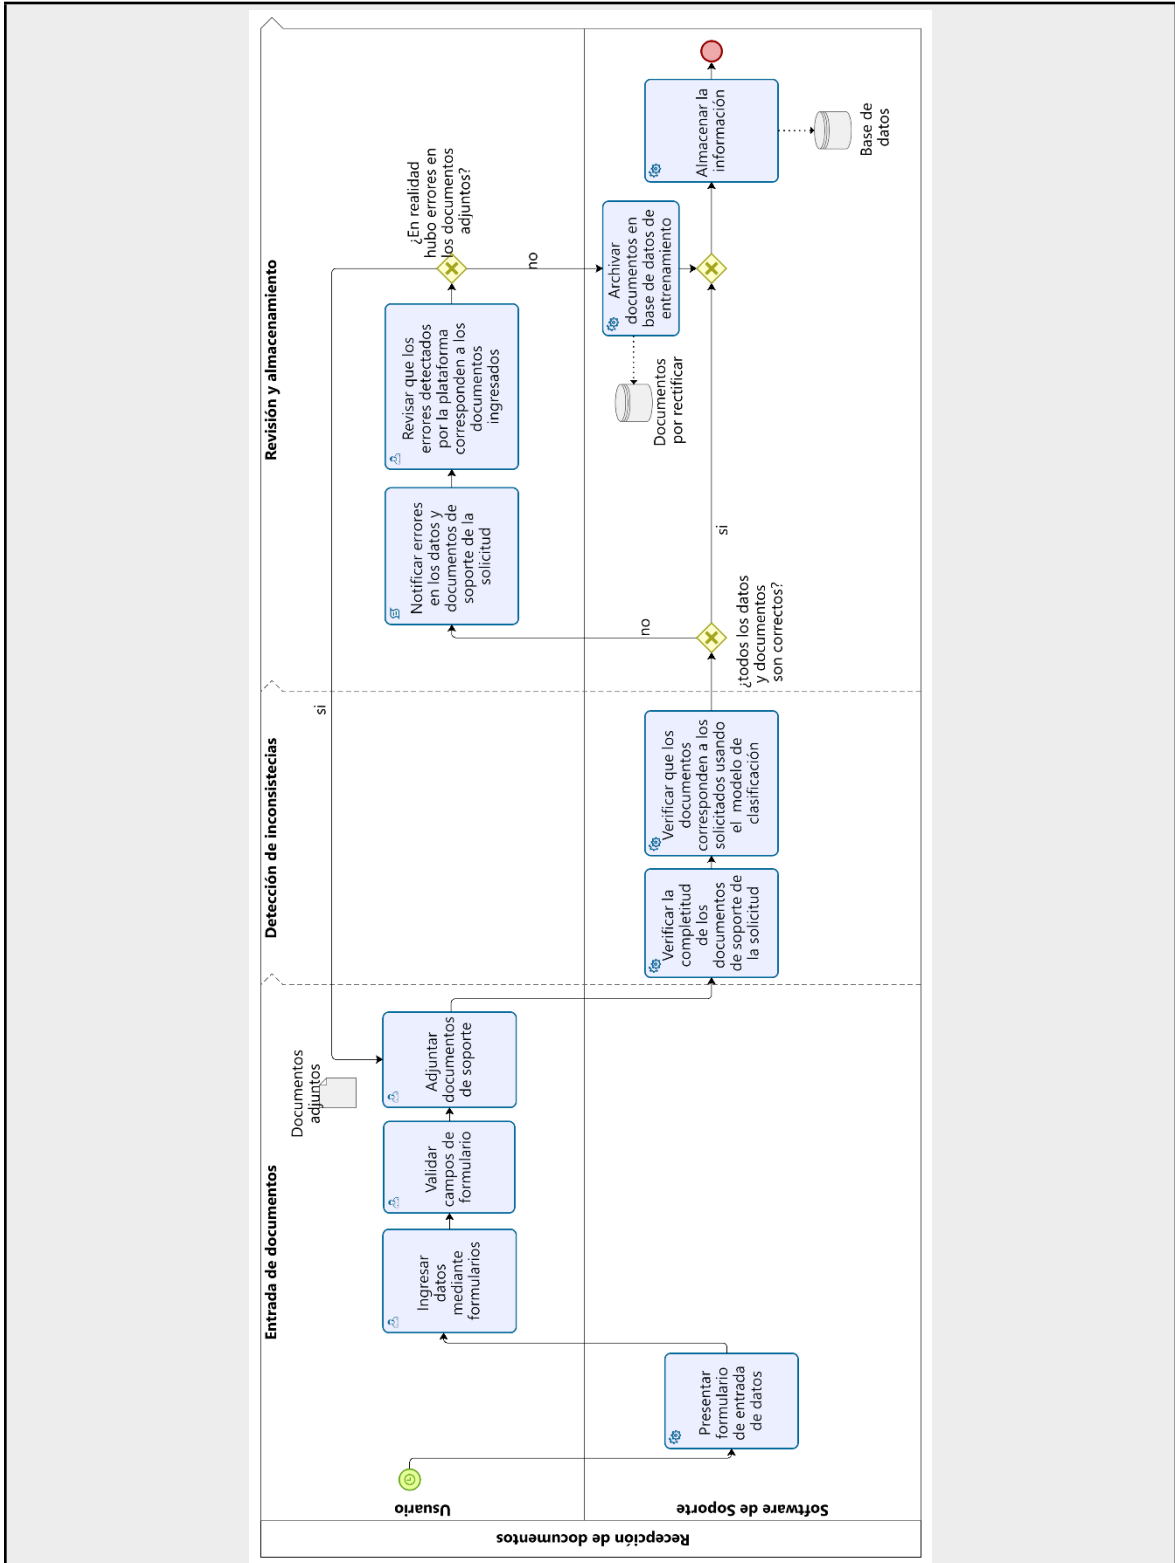 Recepción de documentos
Usuario
Software de Soporte
Entrada de documentos
Detección de inconsistecias
Revisión y almacenamiento
Presentar
formulario
de entrada
de datos
Ingresar
datos
mediante
formularios
Validar
campos de
formulario
Documentos
adjuntos
Adjuntar
documentos
de soporte
Verificar la
completitud
de los
documentos
de soporte de
la solicitud
Verificar que los
documentos
corresponden a los
solicitados usando
el modelo de
clasificación
¿todos los datos
y documentos
son correctos?
no
si
Notificar errores
en los datos y
documentos de
soporte de la
solicitud
Revisar que los
errores detectados
por la plataforma
corresponden a los
documentos
ingresados
¿En realidad
hubo errores en
los documentos
adjuntos?
si
no
Archivar
documentos en
base de datos de
entrenamiento
Documentos
por rectificar
Almacenar la
información
Base de
datos